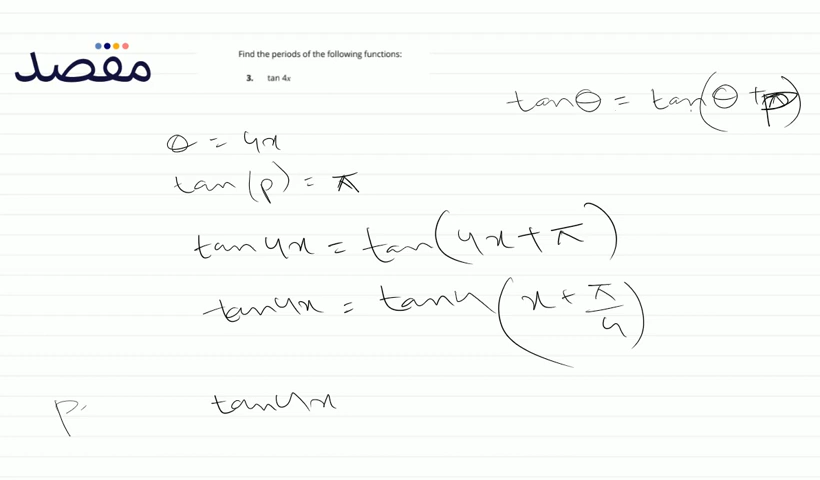 مقصد
Find the periods of the following functions:
3. tan 4x
tan θ = tan(θ + p)
θ = 4x
tan(p) = π
tan 4x = tan(4x + π)
tan 4x = tan 4(x + π/4)
p.
tan 4x